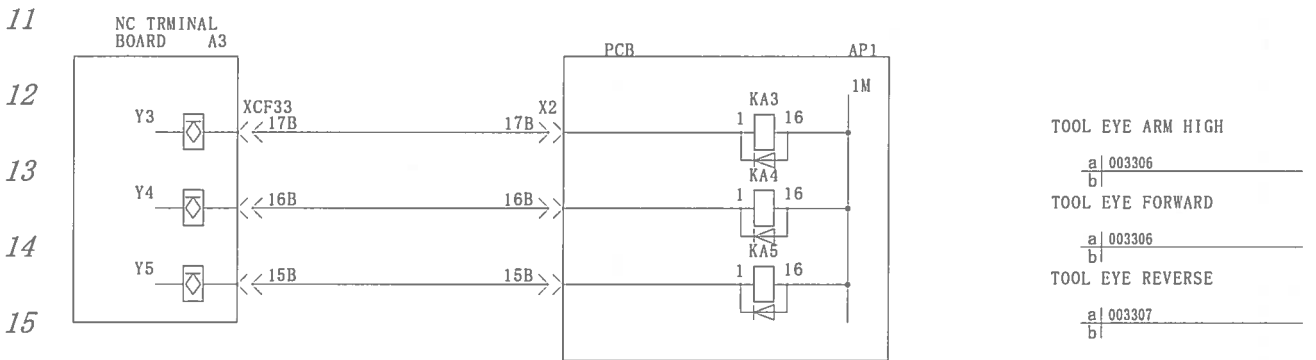 11
NC TRMINAL
BOARD A3
PCB AP1
12
1M
KA3
Y3 XCF33 X2 1 16
17B 17B
TOOL EYE ARM HIGH
13
a 003306
b
KA4
Y4 16B 16B 1 16
TOOL EYE FORWARD
14
a 003306
b
KA5
Y5 15B 15B 1 16
TOOL EYE REVERSE
15
a 003307
b